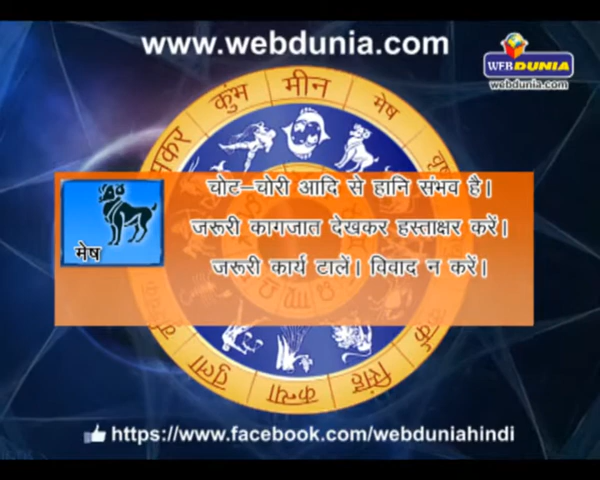 www.webdunia.com
WEBDUNIA
webdunia.com
कुंभ मीन मेष
चोट-चोरी आदि से हानि संभव है।
जरूरी कागजात देखकर हस्ताक्षर करें।
जरूरी कार्य टालें। विवाद न करें।
मेष
तुला कन्या सिंह
https://www.facebook.com/webduniahindi